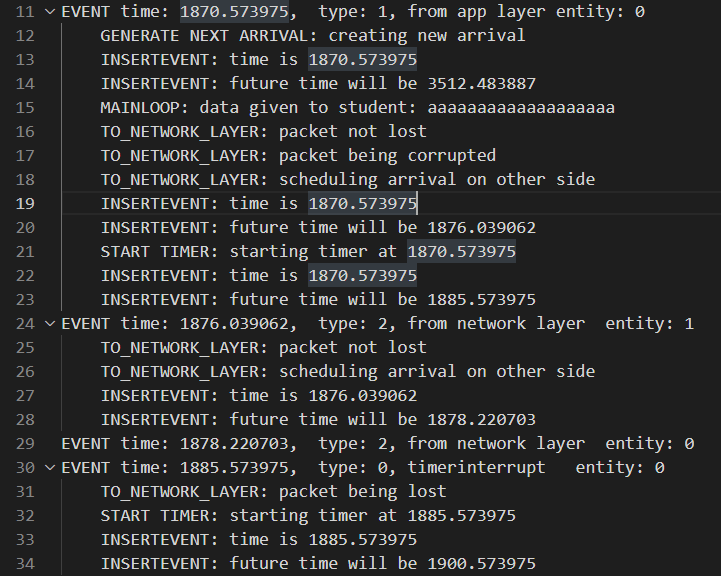 11 EVENT time: 1870.573975,  type: 1, from app layer entity: 0
12 GENERATE NEXT ARRIVAL: creating new arrival
13 INSERTEVENT: time is 1870.573975
14 INSERTEVENT: future time will be 3512.483887
15 MAINLOOP: data given to student: aaaaaaaaaaaaaaaaaaa
16 TO_NETWORK_LAYER: packet not lost
17 TO_NETWORK_LAYER: packet being corrupted
18 TO_NETWORK_LAYER: scheduling arrival on other side
19 INSERTEVENT: time is 1870.573975
20 INSERTEVENT: future time will be 1876.039062
21 START TIMER: starting timer at 1870.573975
22 INSERTEVENT: time is 1870.573975
23 INSERTEVENT: future time will be 1885.573975
24 EVENT time: 1876.039062,  type: 2, from network layer  entity: 1
25 TO_NETWORK_LAYER: packet not lost
26 TO_NETWORK_LAYER: scheduling arrival on other side
27 INSERTEVENT: time is 1876.039062
28 INSERTEVENT: future time will be 1878.220703
29 EVENT time: 1878.220703,  type: 2, from network layer  entity: 0
30 EVENT time: 1885.573975,  type: 0, timerinterrupt   entity: 0
31 TO_NETWORK_LAYER: packet being lost
32 START TIMER: starting timer at 1885.573975
33 INSERTEVENT: time is 1885.573975
34 INSERTEVENT: future time will be 1900.573975